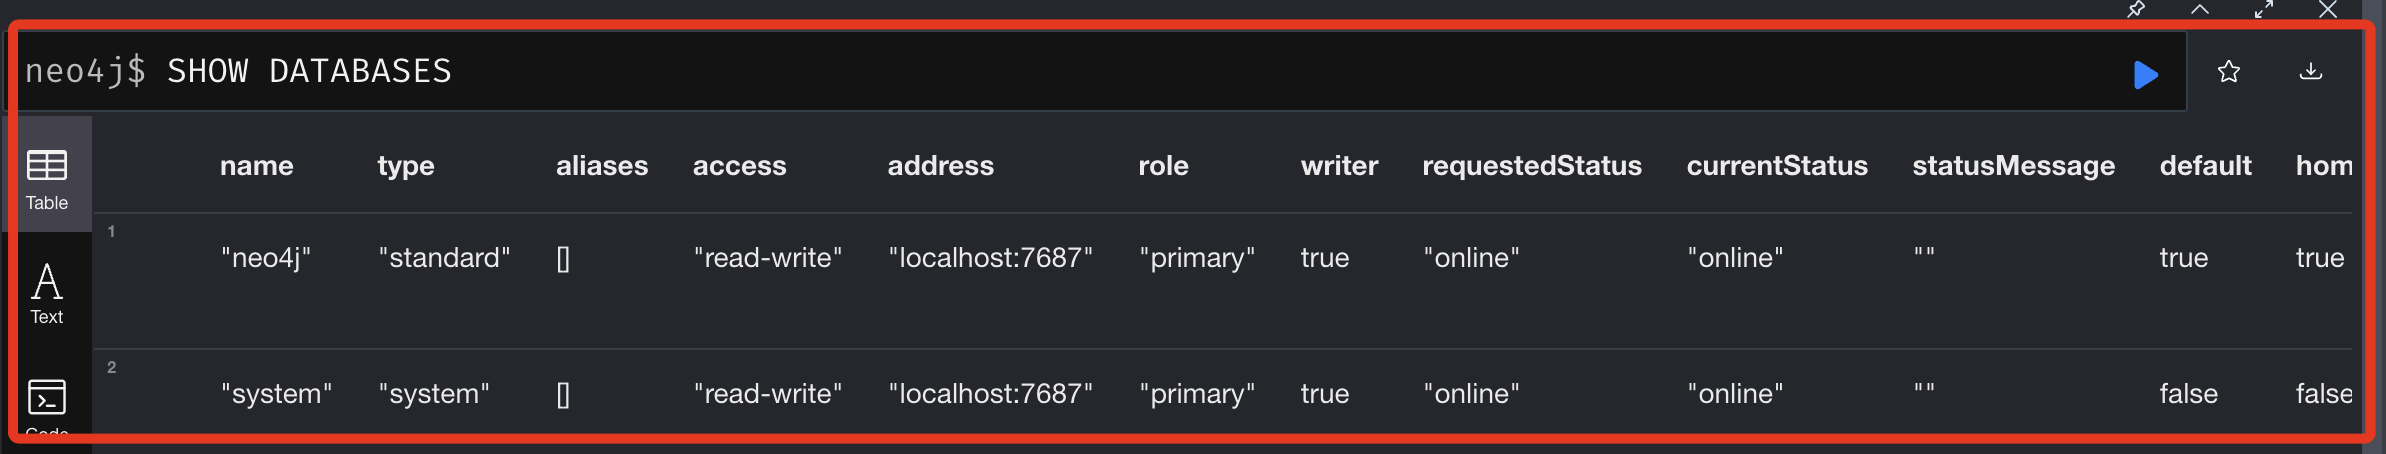 neo4j$ SHOW DATABASES
name type aliases access address role writer requestedStatus currentStatus statusMessage default hom
Table
1
"neo4j" "standard" [] "read-write" "localhost:7687" "primary" true "online" "online" "" true true
Text
2
"system" "system" [] "read-write" "localhost:7687" "primary" true "online" "online" "" false false
Code